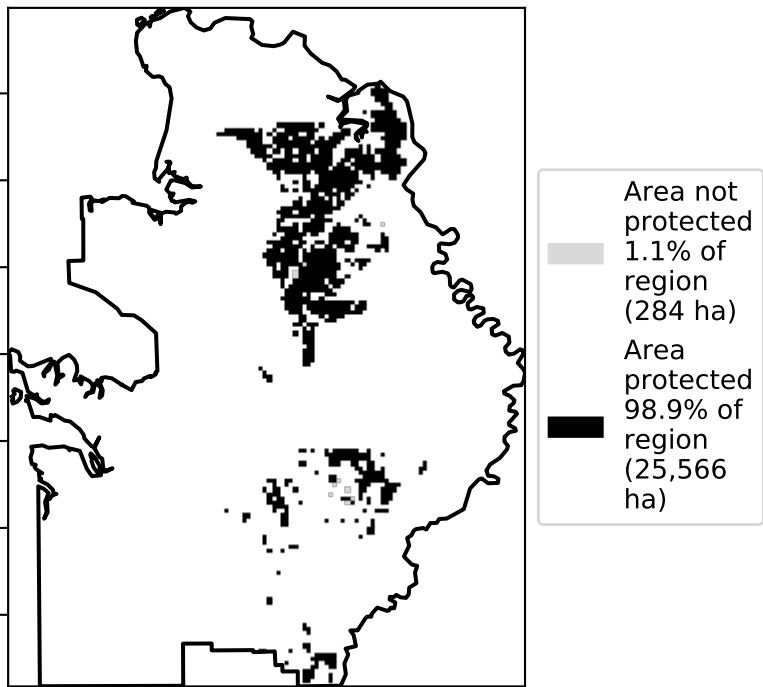 Area not
protected
1.1% of
region
(284 ha)
Area
protected
98.9% of
region
(25,566
ha)